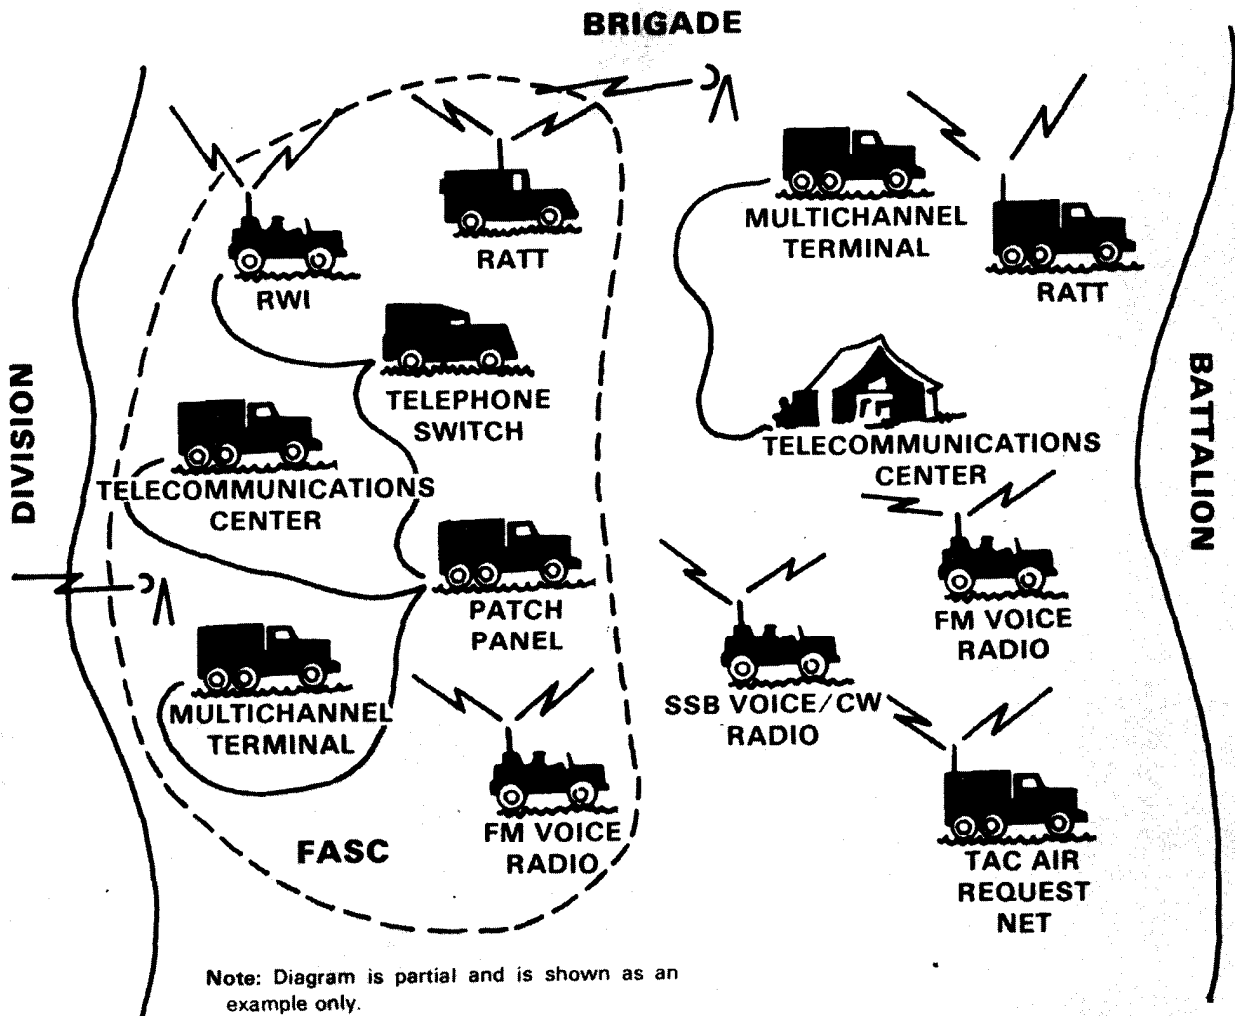 BRIGADE
RWI
RATT
TELEPHONE
SWITCH
TELECOMMUNICATIONS
CENTER
PATCH
PANEL
MULTICHANNEL
TERMINAL
FM VOICE
RADIO
FASC
DIVISION
MULTICHANNEL
TERMINAL
RATT
TELECOMMUNICATIONS
CENTER
FM VOICE
RADIO
SSB VOICE/CW
RADIO
TAC AIR
REQUEST
NET
BATTALION
Note: Diagram is partial and is shown as an
example only.